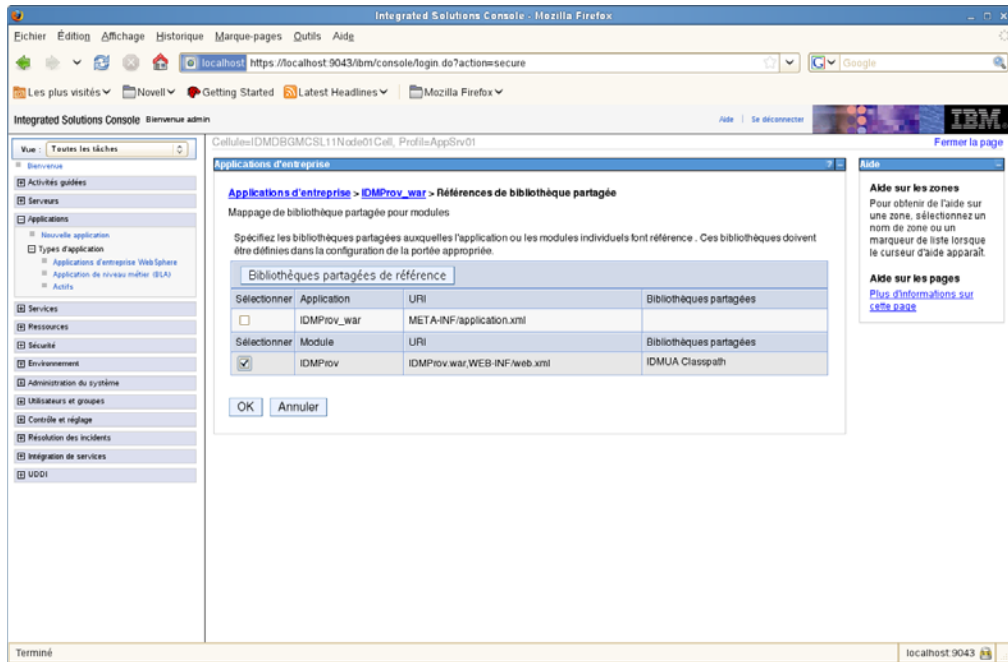 Integrated Solutions Console - Mozilla Firefox
Fichier Édition Affichage Historique Marque-pages Outils Aide
localhost https://localhost:9043/ibm/console/login.do?action=secure
Google
Les plus visités Novell Getting Started Latest Headlines Mozilla Firefox
Integrated Solutions Console Bienvenue admin
Aide | Se déconnecter
IBM.
Vue : Toutes les tâches
Bienvenue
Activités guidées
Serveurs
Applications
Nouvelle application
Types d'application
Applications d'entreprise WebSphere
Application de niveau métier (BLA)
Actifs
Services
Ressources
Sécurité
Environnement
Administration du système
Utilisateurs et groupes
Contrôle et réglage
Résolution des incidents
Intégration de services
UDDI
Cellule=IDMDBGMCSL11Node01Cell, Profil=AppSrv01
Fermer la page
Applications d'entreprise
Applications d'entreprise > IDMProv_war > Références de bibliothèque partagée
Mappage de bibliothèque partagée pour modules
Spécifiez les bibliothèques partagées auxquelles l'application ou les modules individuels font référence . Ces bibliothèques doivent
être définies dans la configuration de la portée appropriée.
Bibliothèques partagées de référence
Sélectionner Application URI Bibliothèques partagées
IDMProv_war META-INF/application.xml
Sélectionner Module URI Bibliothèques partagées
IDMProv IDMProv.war,WEB-INF/web.xml IDMUA Classpath
OK Annuler
Aide
Aide sur les zones
Pour obtenir de l'aide sur
une zone, sélectionnez un
nom de zone ou un
marqueur de liste lorsque
le curseur d'aide apparaît.
Aide sur les pages
Plus d'informations sur
cette page
Terminé
localhost:9043